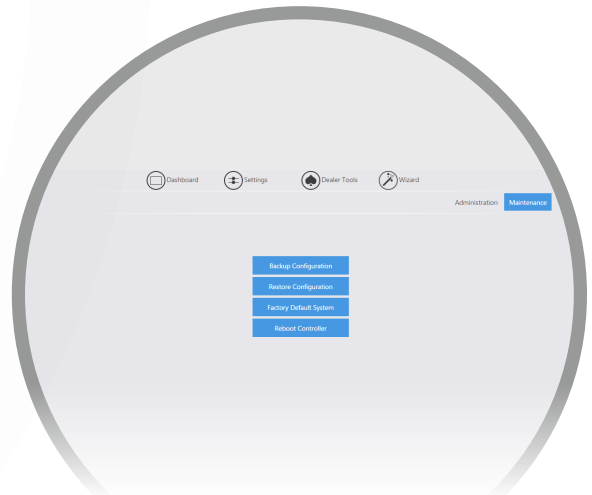 Dashboard Settings Dealer Tools Wizard
Administration Maintenance
Backup Configuration
Restore Configuration
Factory Default System
Reboot Controller